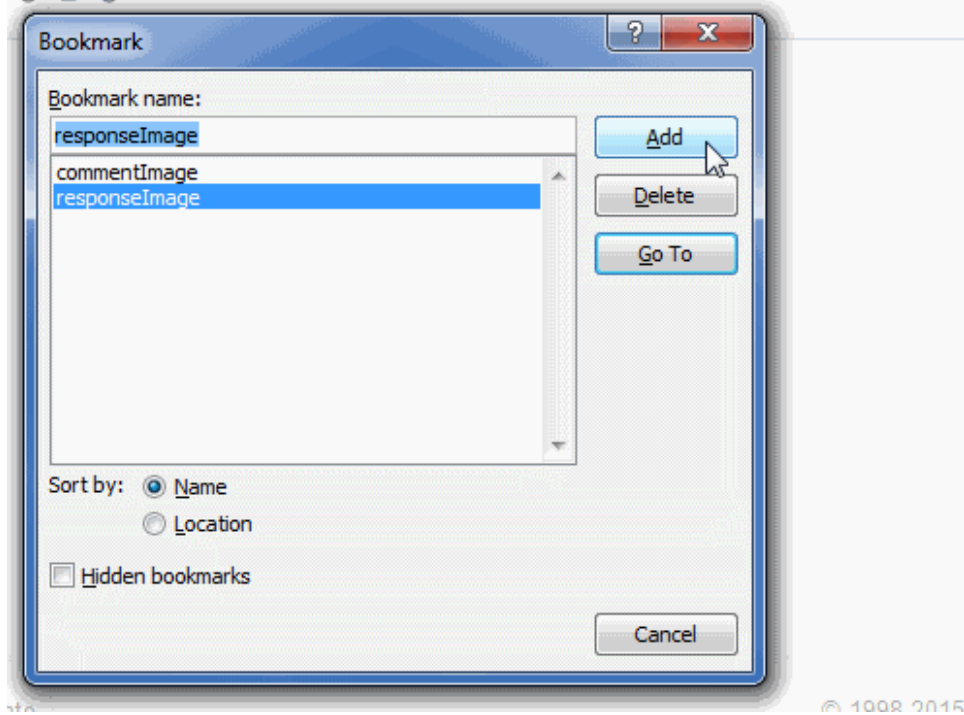 Bookmark
?
Bookmark name:
responseImage
Add
commentImage
responseImage
Delete
Go To
Sort by: Name
Location
Hidden bookmarks
Cancel
© 1998 2015